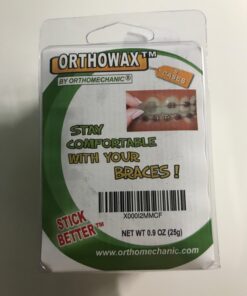 ORTHOWAX™
BY ORTHOMECHANIC®
STAY
COMFORTABLE
WITH YOUR
BRACES!
STICK
BETTER™
X000I2MMCF
NET WT 0.9 OZ (25g)
www.orthomechanic.com